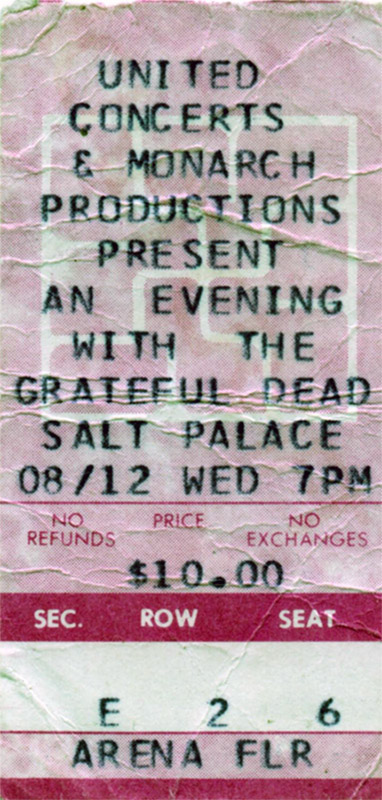 UNITED
CONCERTS
& MONARCH
PRODUCTIONS
PRESENT
AN EVENING
WITH THE
GRATEFUL DEAD
SALT PALACE
08/12 WED 7PM
NO REFUNDS PRICE NO EXCHANGES
$10.00
SEC. ROW SEAT
E 2 6
ARENA FLR